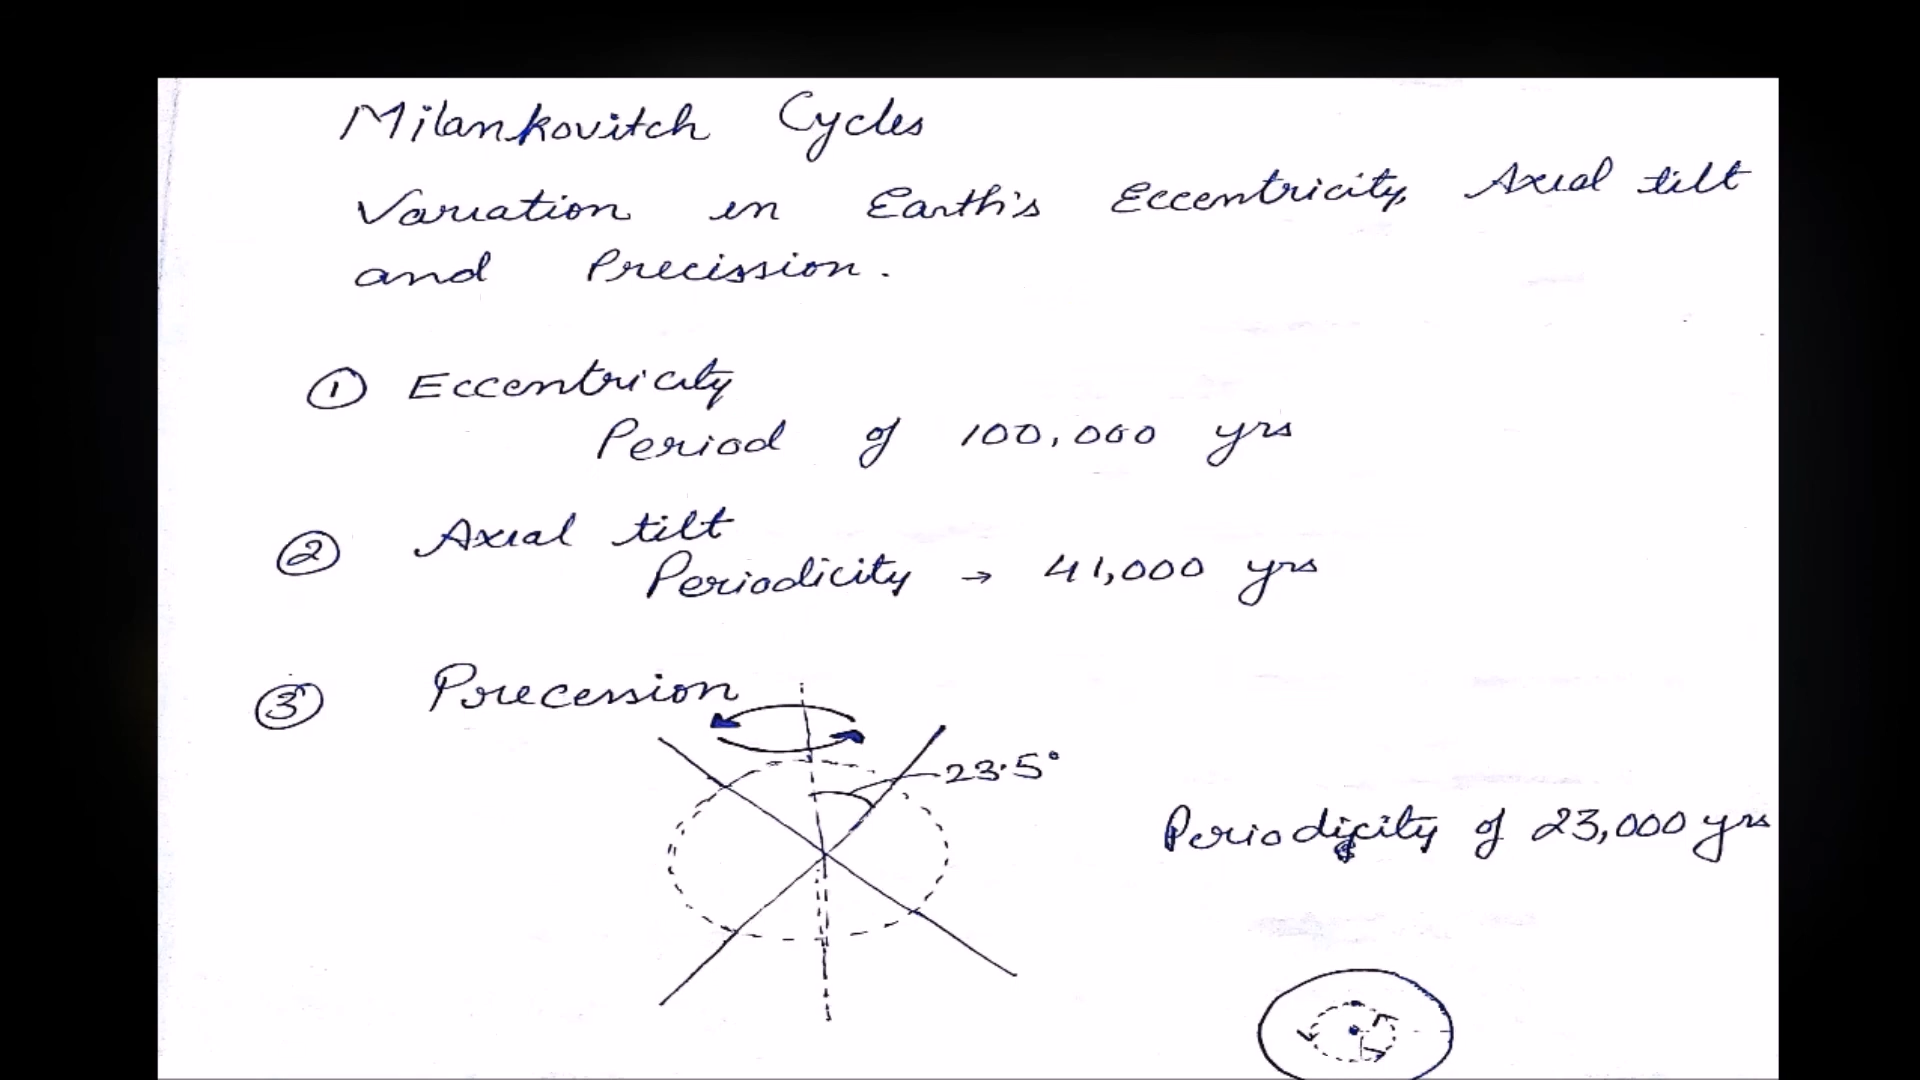 Milankovitch Cycles
Variation in Earth's Eccentricity, Axial tilt
and Precission.
① Eccentricity
Period of 100,000 yrs
② Axial tilt
Periodicity → 41,000 yrs
③ Precession
23.5°
Periodicity of 23,000 yrs